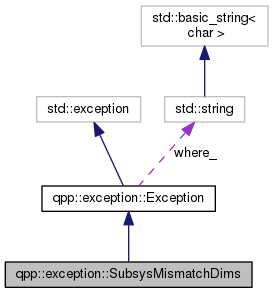 std::basic_string<
char >
std::exception
std::string
where_
qpp::exception::Exception
qpp::exception::SubsysMismatchDims